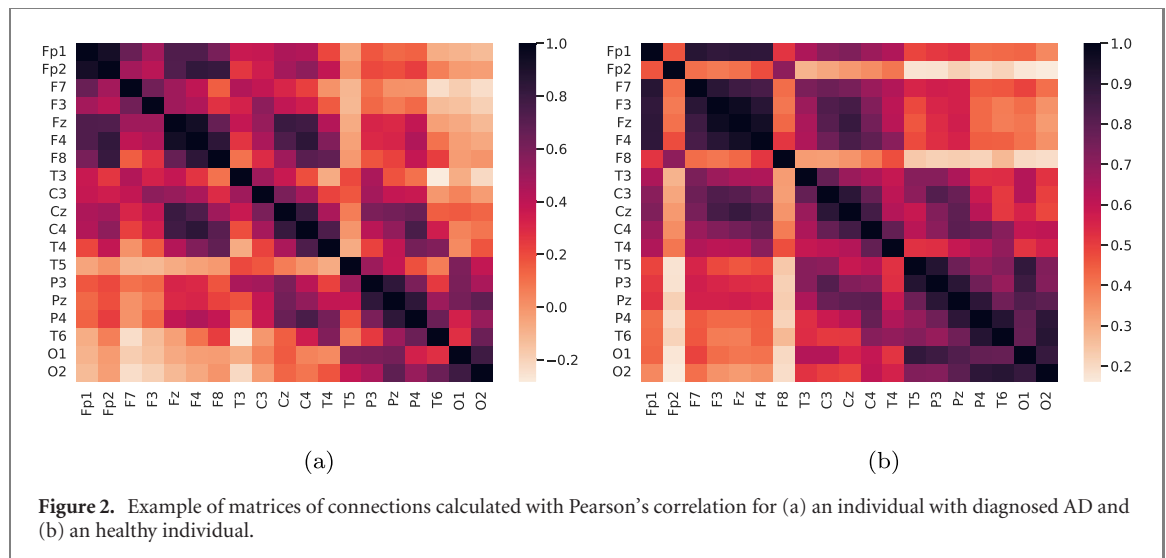 Fp1
Fp2
F7
F3
Fz
F4
F8
T3
C3
Cz
C4
T4
T5
P3
Pz
P4
T6
O1
O2
Fp1 Fp2 F7 F3 Fz F4 F8 T3 C3 Cz C4 T4 T5 P3 Pz P4 T6 O1 O2
1.0
0.8
0.6
0.4
0.2
0.0
−0.2
(a)
Fp1
Fp2
F7
F3
Fz
F4
F8
T3
C3
Cz
C4
T4
T5
P3
Pz
P4
T6
O1
O2
Fp1 Fp2 F7 F3 Fz F4 F8 T3 C3 Cz C4 T4 T5 P3 Pz P4 T6 O1 O2
1.0
0.9
0.8
0.7
0.6
0.5
0.4
0.3
0.2
(b)
Figure 2. Example of matrices of connections calculated with Pearson's correlation for (a) an individual with diagnosed AD and
(b) an healthy individual.